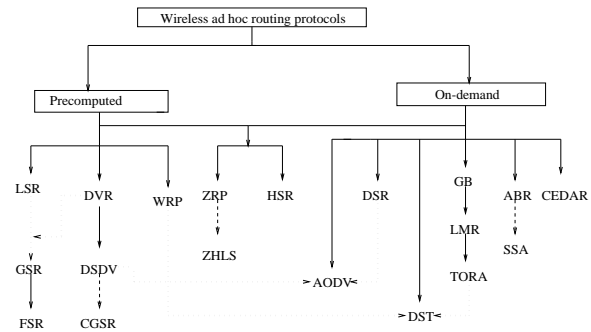 Wireless ad hoc routing protocols
Precomputed
On-demand
LSR
DVR
WRP
ZRP
HSR
DSR
GB
ABR
CEDAR
LMR
ZHLS
SSA
GSR
DSDV
AODV
TORA
FSR
CGSR
DST